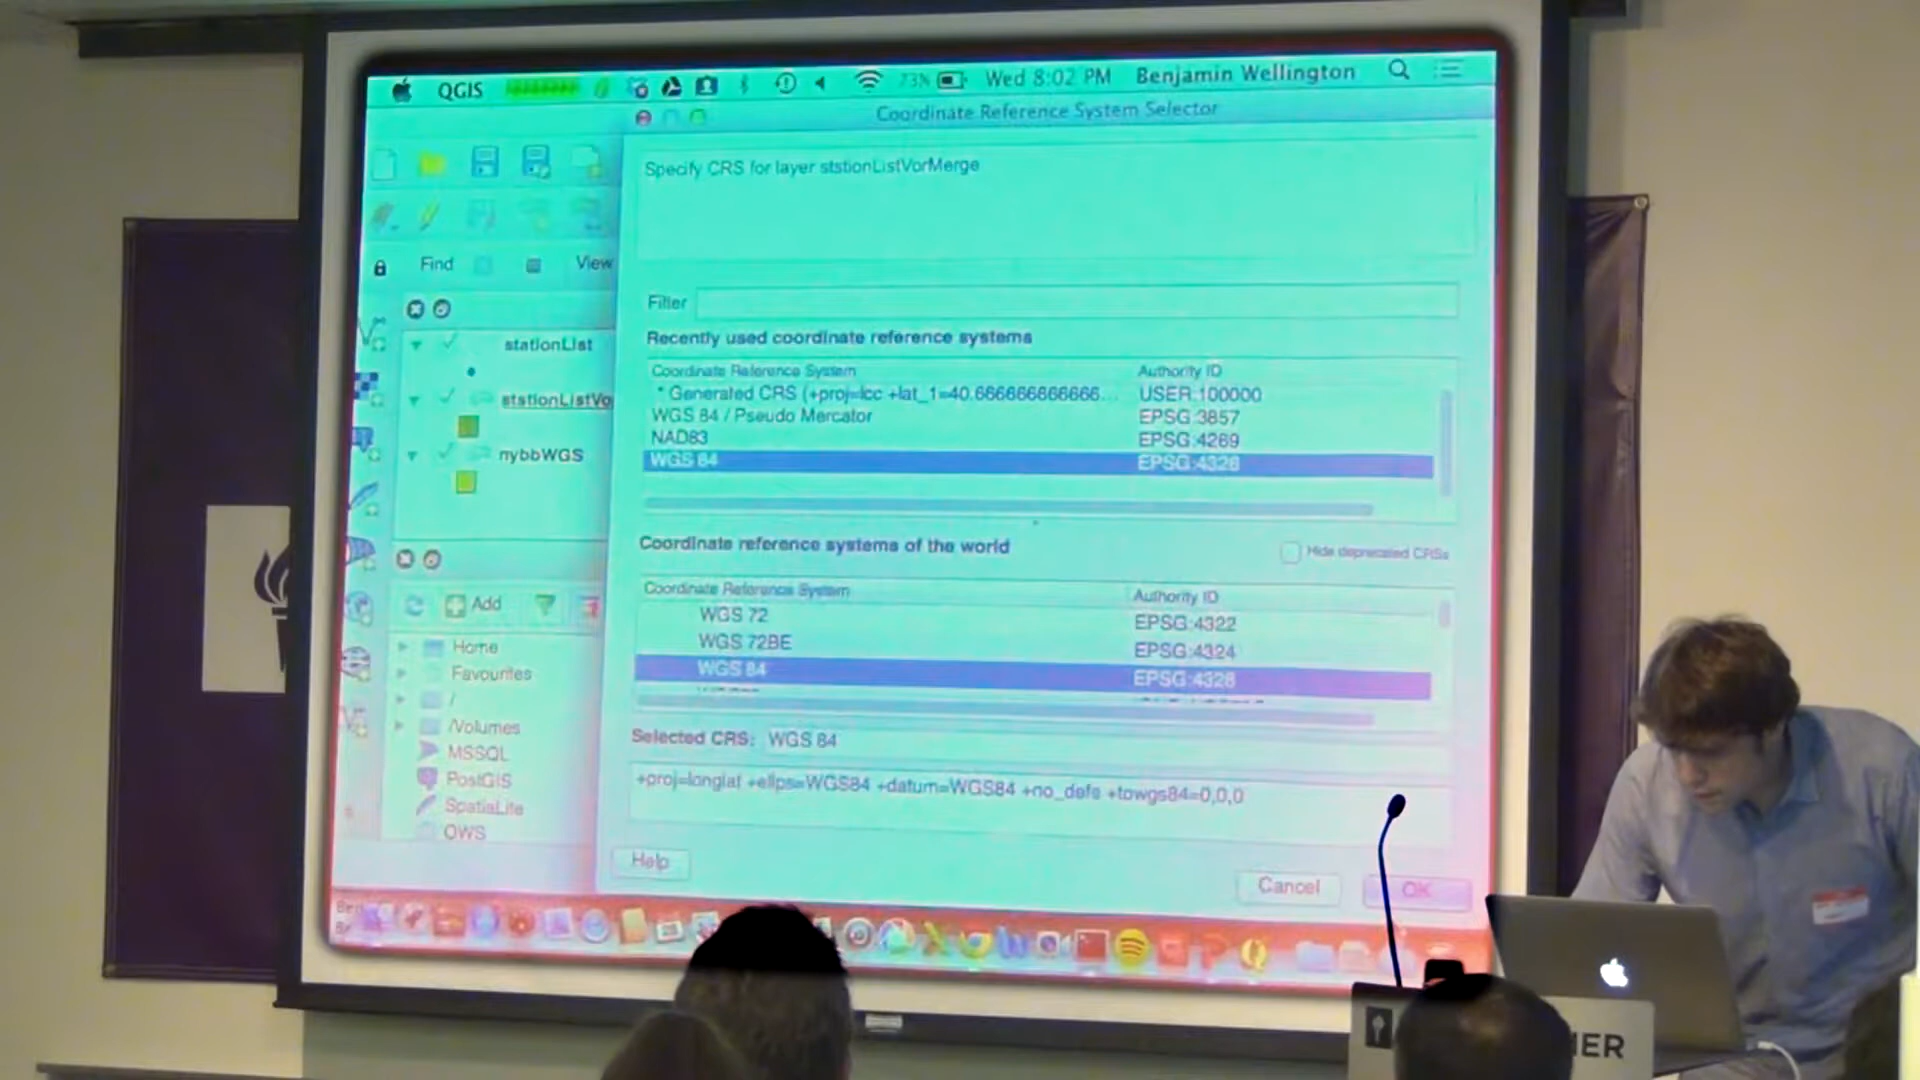 QGIS 73% Wed 8:02 PM Benjamin Wellington
Coordinate Reference System Selector
Specify CRS for layer ststionListVorMerge
Find View
Filter
Recently used coordinate reference systems
Coordinate Reference System Authority ID
* Generated CRS (+proj=lcc +lat_1=40.666666666666... USER:100000
WGS 84 / Pseudo Mercator EPSG:3857
NAD83 EPSG:4269
WGS 84 EPSG:4326
stationList
ststionListVo
nybbWGS
Coordinate reference systems of the world
Hide deprecated CRSs
Coordinate Reference System Authority ID
WGS 72 EPSG:4322
WGS 72BE EPSG:4324
WGS 84 EPSG:4326
Add
Home
Favourites
/
/Volumes
MSSQL
PostGIS
SpatiaLite
OWS
Selected CRS: WGS 84
+proj=longlat +ellps=WGS84 +datum=WGS84 +no_defs +towgs84=0,0,0
Help
Cancel
OK
IER